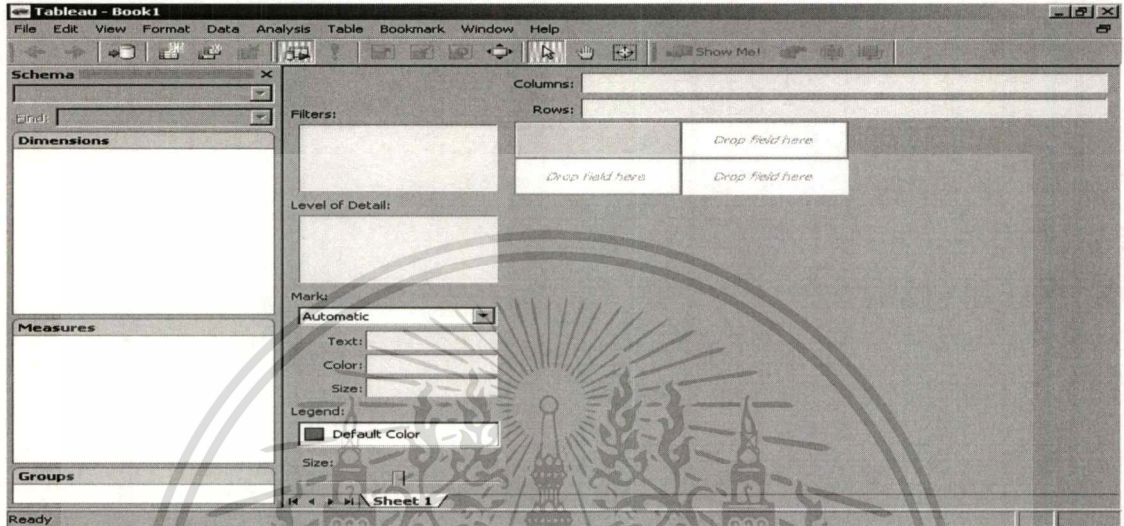 Tableau - Book1
File Edit View Format Data Analysis Table Bookmark Window Help
Show Me!
Schema
Columns:
Find:
Filters:
Rows:
Dimensions
Drop field here
Drop field here Drop field here
Level of Detail:
Mark:
Automatic
Measures
Text:
Color:
Size:
Legend:
Default Color
Size:
Groups
Sheet 1
Ready